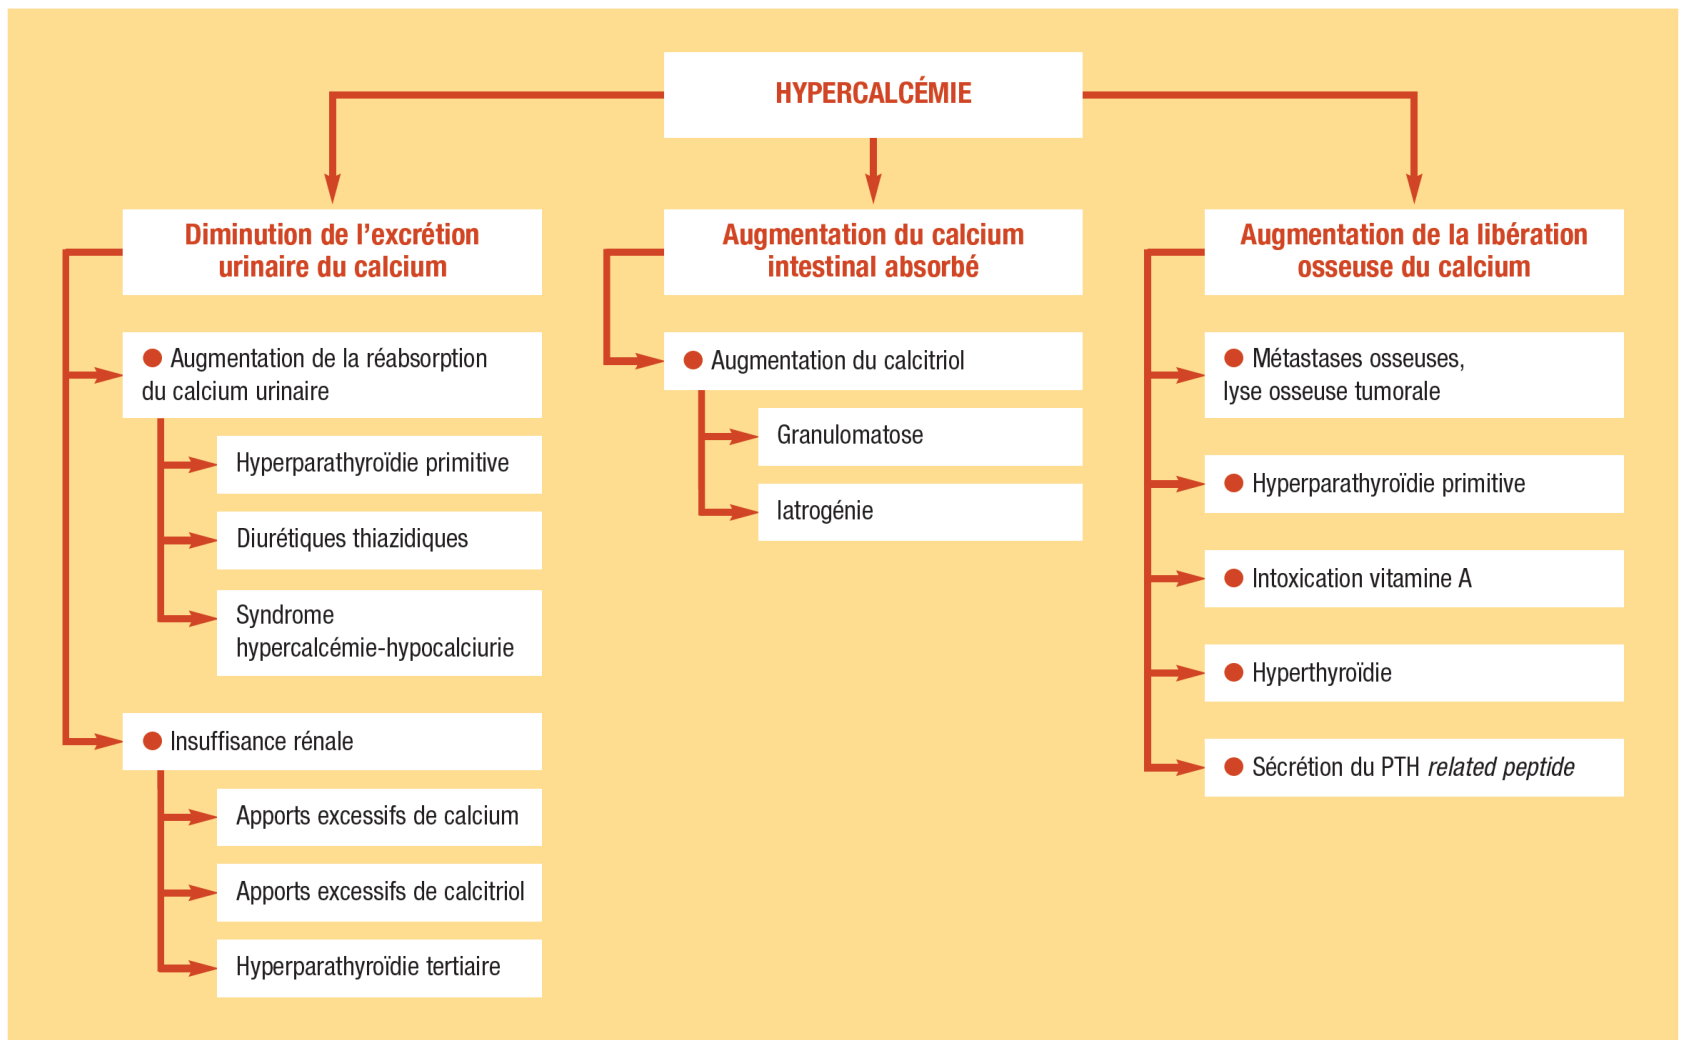 HYPERCALCÉMIE
Diminution de l’excrétion
urinaire du calcium
● Augmentation de la réabsorption
du calcium urinaire
Hyperparathyroïdie primitive
Diurétiques thiazidiques
Syndrome
hypercalcémie-hypocalciurie
● Insuffisance rénale
Apports excessifs de calcium
Apports excessifs de calcitriol
Hyperparathyroïdie tertiaire
Augmentation du calcium
intestinal absorbé
● Augmentation du calcitriol
Granulomatose
Iatrogénie
Augmentation de la libération
osseuse du calcium
● Métastases osseuses,
lyse osseuse tumorale
● Hyperparathyroïdie primitive
● Intoxication vitamine A
● Hyperthyroïdie
● Sécrétion du PTH related peptide